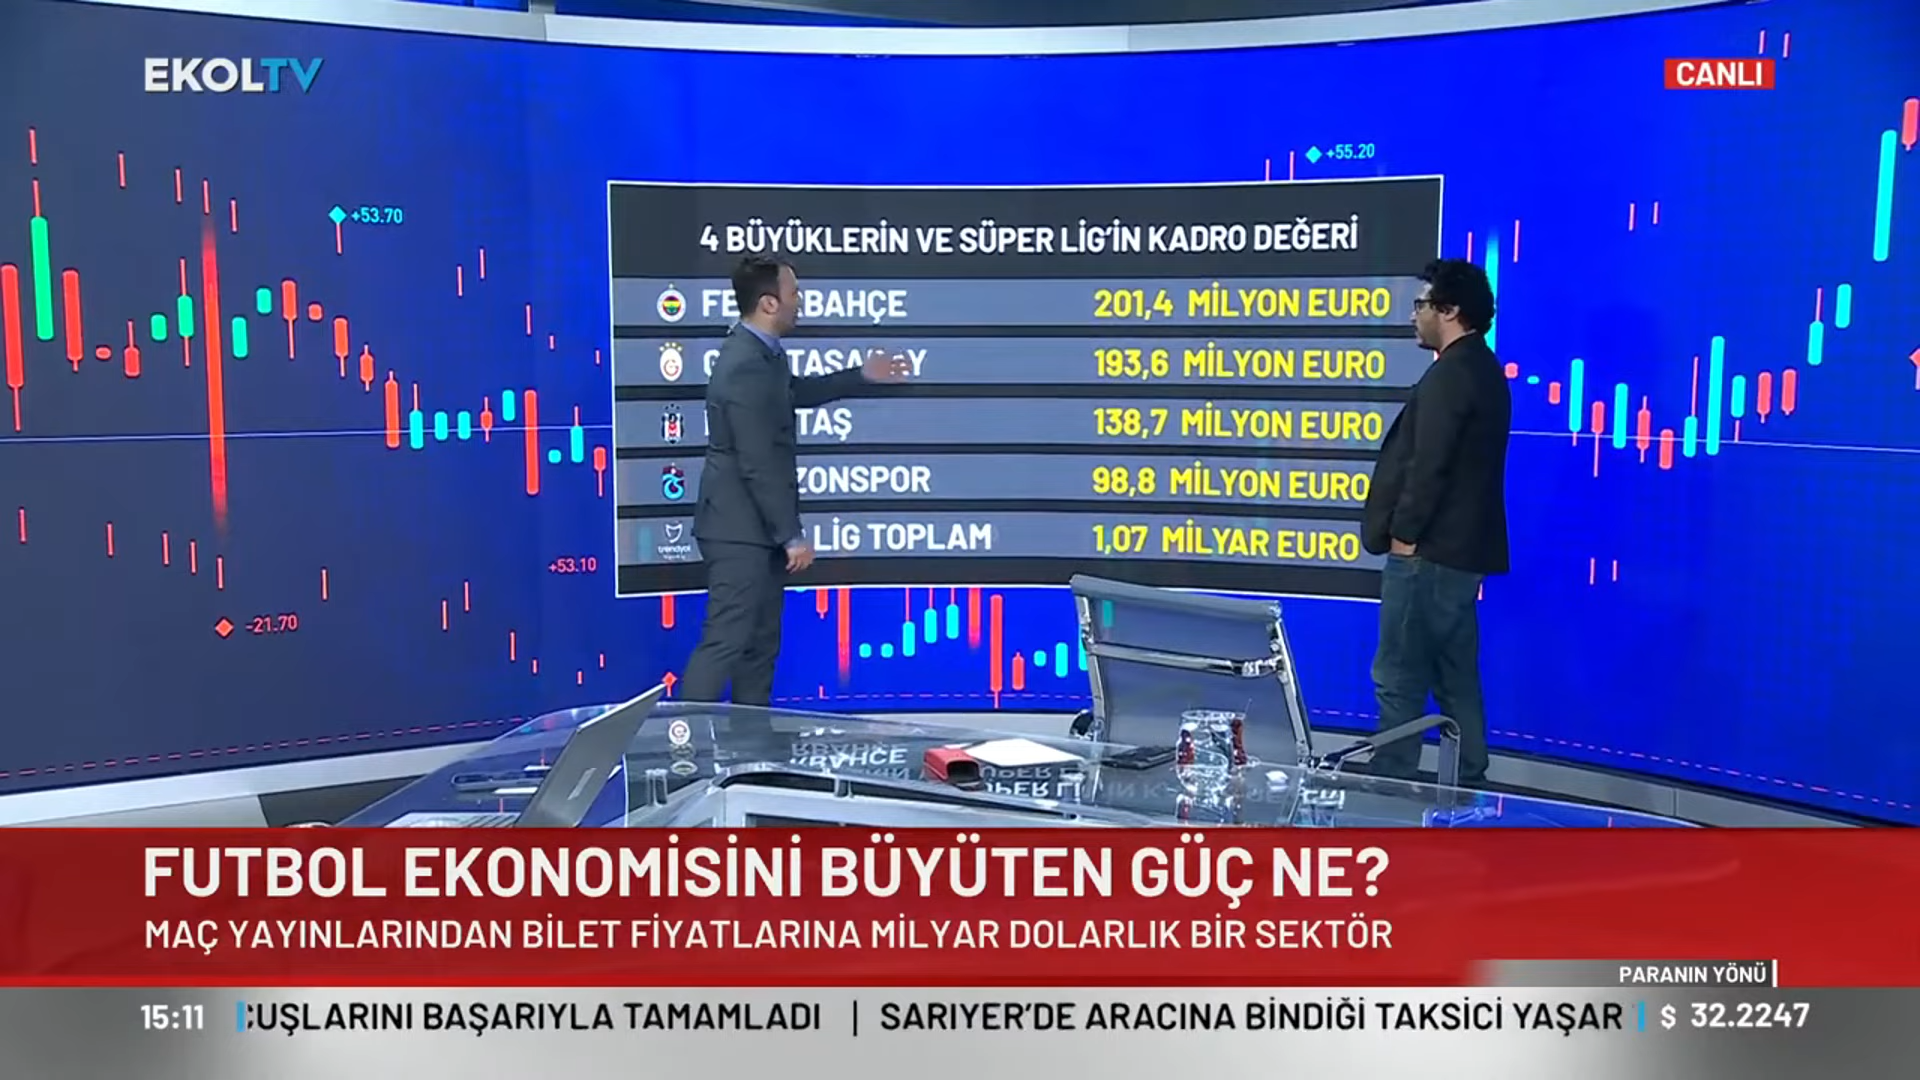 EKOLTV
CANLI
+53.70
+55.20
4 BÜYÜKLERİN VE SÜPER LİG'İN KADRO DEĞERİ
201,4 MİLYON EURO
193,6 MİLYON EURO
138,7 MİLYON EURO
98,8 MİLYON EURO
LİG TOPLAM 1,07 MİLYAR EURO
trendyol
+53.10
-21.70
FUTBOL EKONOMİSİNİ BÜYÜTEN GÜÇ NE?
MAÇ YAYINLARINDAN BİLET FİYATLARINA MİLYAR DOLARLIK BİR SEKTÖR
PARANIN YÖNÜ
15:11 UŞLARINI BAŞARIYLA TAMAMLADI | SARIYER'DE ARACINA BİNDİĞİ TAKSİCİ YAŞAR $ 32.2247